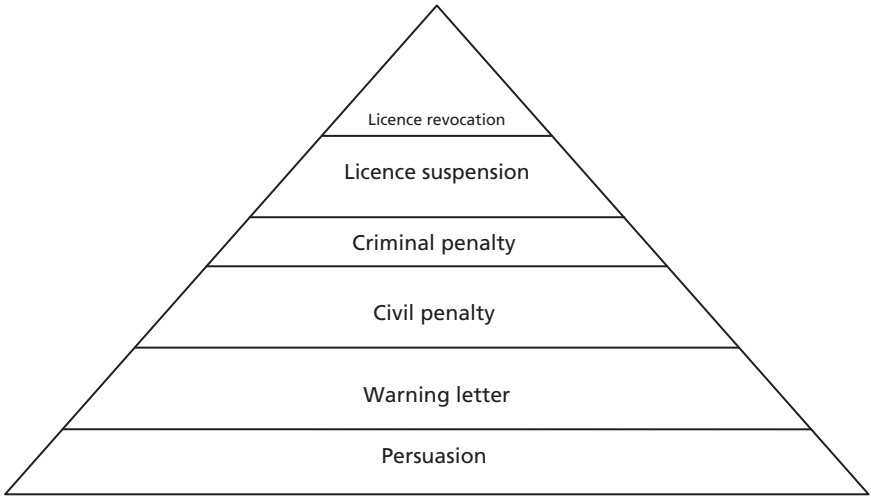 Licence revocation
Licence suspension
Criminal penalty
Civil penalty
Warning letter
Persuasion